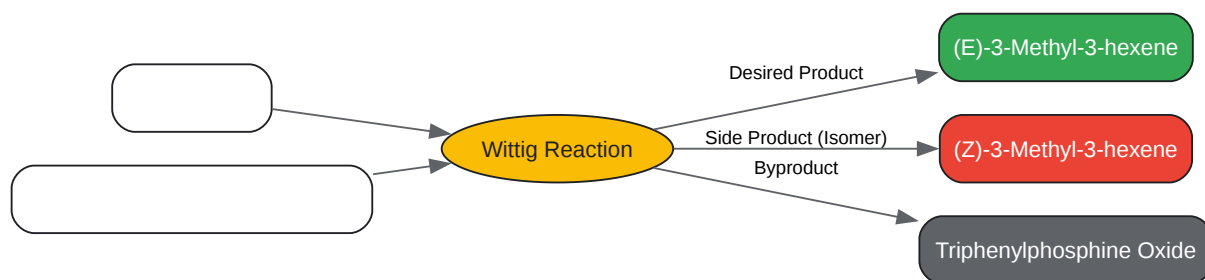 (E)-3-Methyl-3-hexene
Desired Product
Side Product (Isomer)
Wittig Reaction
(Z)-3-Methyl-3-hexene
Byproduct
Triphenylphosphine Oxide